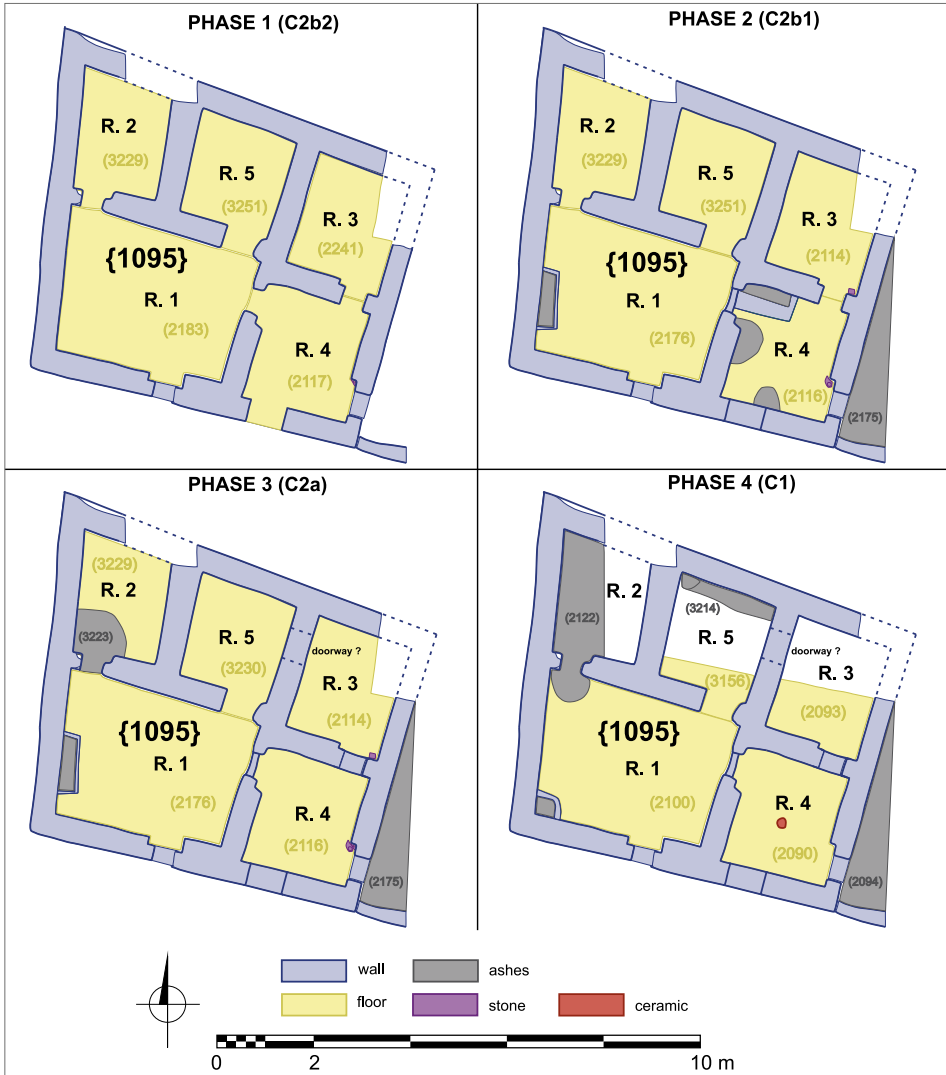 PHASE 1 (C2b2)
R. 2
(3229)
R. 5
(3251)
R. 3
(2241)
{1095}
R. 1
(2183)
R. 4
(2117)
PHASE 2 (C2b1)
R. 2
(3229)
R. 5
(3251)
R. 3
(2114)
{1095}
R. 1
(2176)
R. 4
(2116)
(2175)
PHASE 3 (C2a)
(3229)
R. 2
(3223)
R. 5
(3230)
doorway ?
R. 3
(2114)
{1095}
R. 1
(2176)
R. 4
(2116)
(2175)
PHASE 4 (C1)
R. 2
(2122)
(3214)
R. 5
(3156)
doorway ?
R. 3
(2093)
{1095}
R. 1
(2100)
R. 4
(2090)
(2094)
wall
ashes
floor
stone
ceramic
0 2 10 m